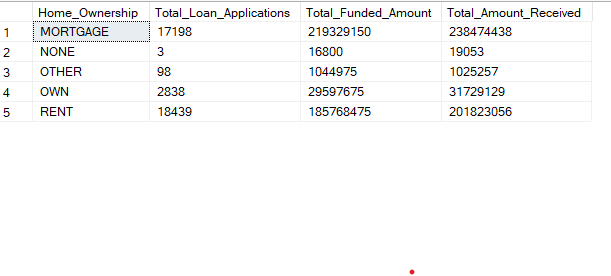 Home_Ownership Total_Loan_Applications Total_Funded_Amount Total_Amount_Received
1 MORTGAGE 17198 219329150 238474438
2 NONE 3 16800 19053
3 OTHER 98 1044975 1025257
4 OWN 2838 29597675 31729129
5 RENT 18439 185768475 201823056